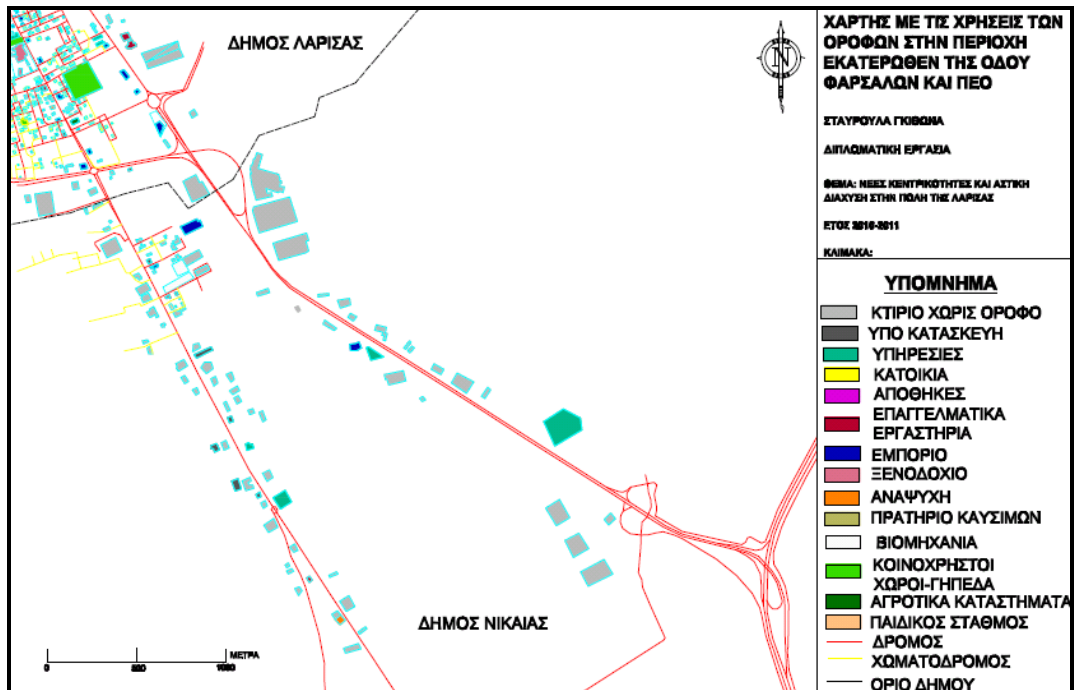 ΔΗΜΟΣ ΛΑΡΙΣΑΣ
N
ΔΗΜΟΣ ΝΙΚΑΙΑΣ
ΜΕΤΡΑ
0 500 1000
ΧΑΡΤΗΣ ΜΕ ΤΙΣ ΧΡΗΣΕΙΣ ΤΩΝ
ΟΡΟΦΩΝ ΣΤΗΝ ΠΕΡΙΟΧΗ
ΕΚΑΤΕΡΩΘΕΝ ΤΗΣ ΟΔΟΥ
ΦΑΡΣΑΛΩΝ ΚΑΙ ΠΕΟ
ΣΤΑΥΡΟΥΛΑ ΓΚΙΒΩΝΑ
ΔΙΠΛΩΜΑΤΙΚΗ ΕΡΓΑΣΙΑ
ΘΕΜΑ: ΝΕΕΣ ΚΕΝΤΡΙΚΟΤΗΤΕΣ ΚΑΙ ΑΣΤΙΚΗ
ΔΙΑΧΥΣΗ ΣΤΗΝ ΠΟΛΗ ΤΗΣ ΛΑΡΙΣΑΣ
ΕΤΟΣ 2010-2011
ΚΛΙΜΑΚΑ:
ΥΠΟΜΝΗΜΑ
ΚΤΙΡΙΟ ΧΩΡΙΣ ΟΡΟΦΟ
ΥΠΟ ΚΑΤΑΣΚΕΥΗ
ΥΠΗΡΕΣΙΕΣ
ΚΑΤΟΙΚΙΑ
ΑΠΟΘΗΚΕΣ
ΕΠΑΓΓΕΛΜΑΤΙΚΑ
ΕΡΓΑΣΤΗΡΙΑ
ΕΜΠΟΡΙΟ
ΞΕΝΟΔΟΧΙΟ
ΑΝΑΨΥΧΗ
ΠΡΑΤΗΡΙΟ ΚΑΥΣΙΜΩΝ
ΒΙΟΜΗΧΑΝΙΑ
ΚΟΙΝΟΧΡΗΣΤΟΙ
ΧΩΡΟΙ-ΓΗΠΕΔΑ
ΑΓΡΟΤΙΚΑ ΚΑΤΑΣΤΗΜΑΤΑ
ΠΑΙΔΙΚΟΣ ΣΤΑΘΜΟΣ
ΔΡΟΜΟΣ
ΧΩΜΑΤΟΔΡΟΜΟΣ
ΟΡΙΟ ΔΗΜΟΥ